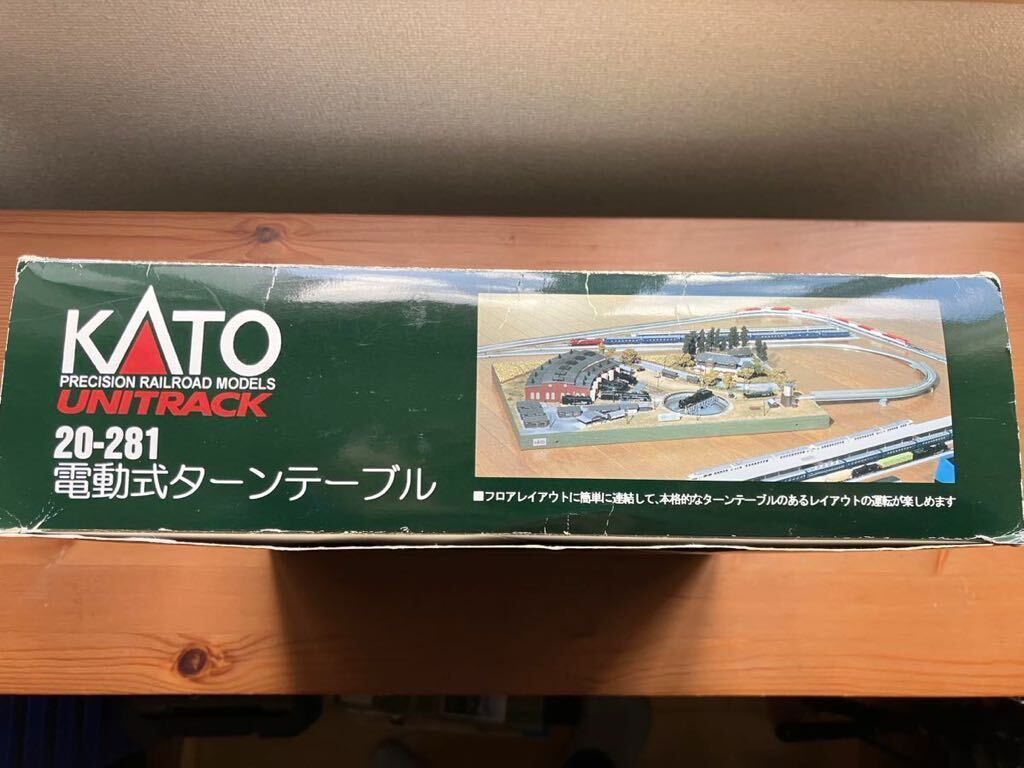 KATO
PRECISION RAILROAD MODELS
UNITRACK
20-281
電動式ターンテーブル
■フロアレイアウトに簡単に連結して、本格的なターンテーブルのあるレイアウトの運転が楽しめます